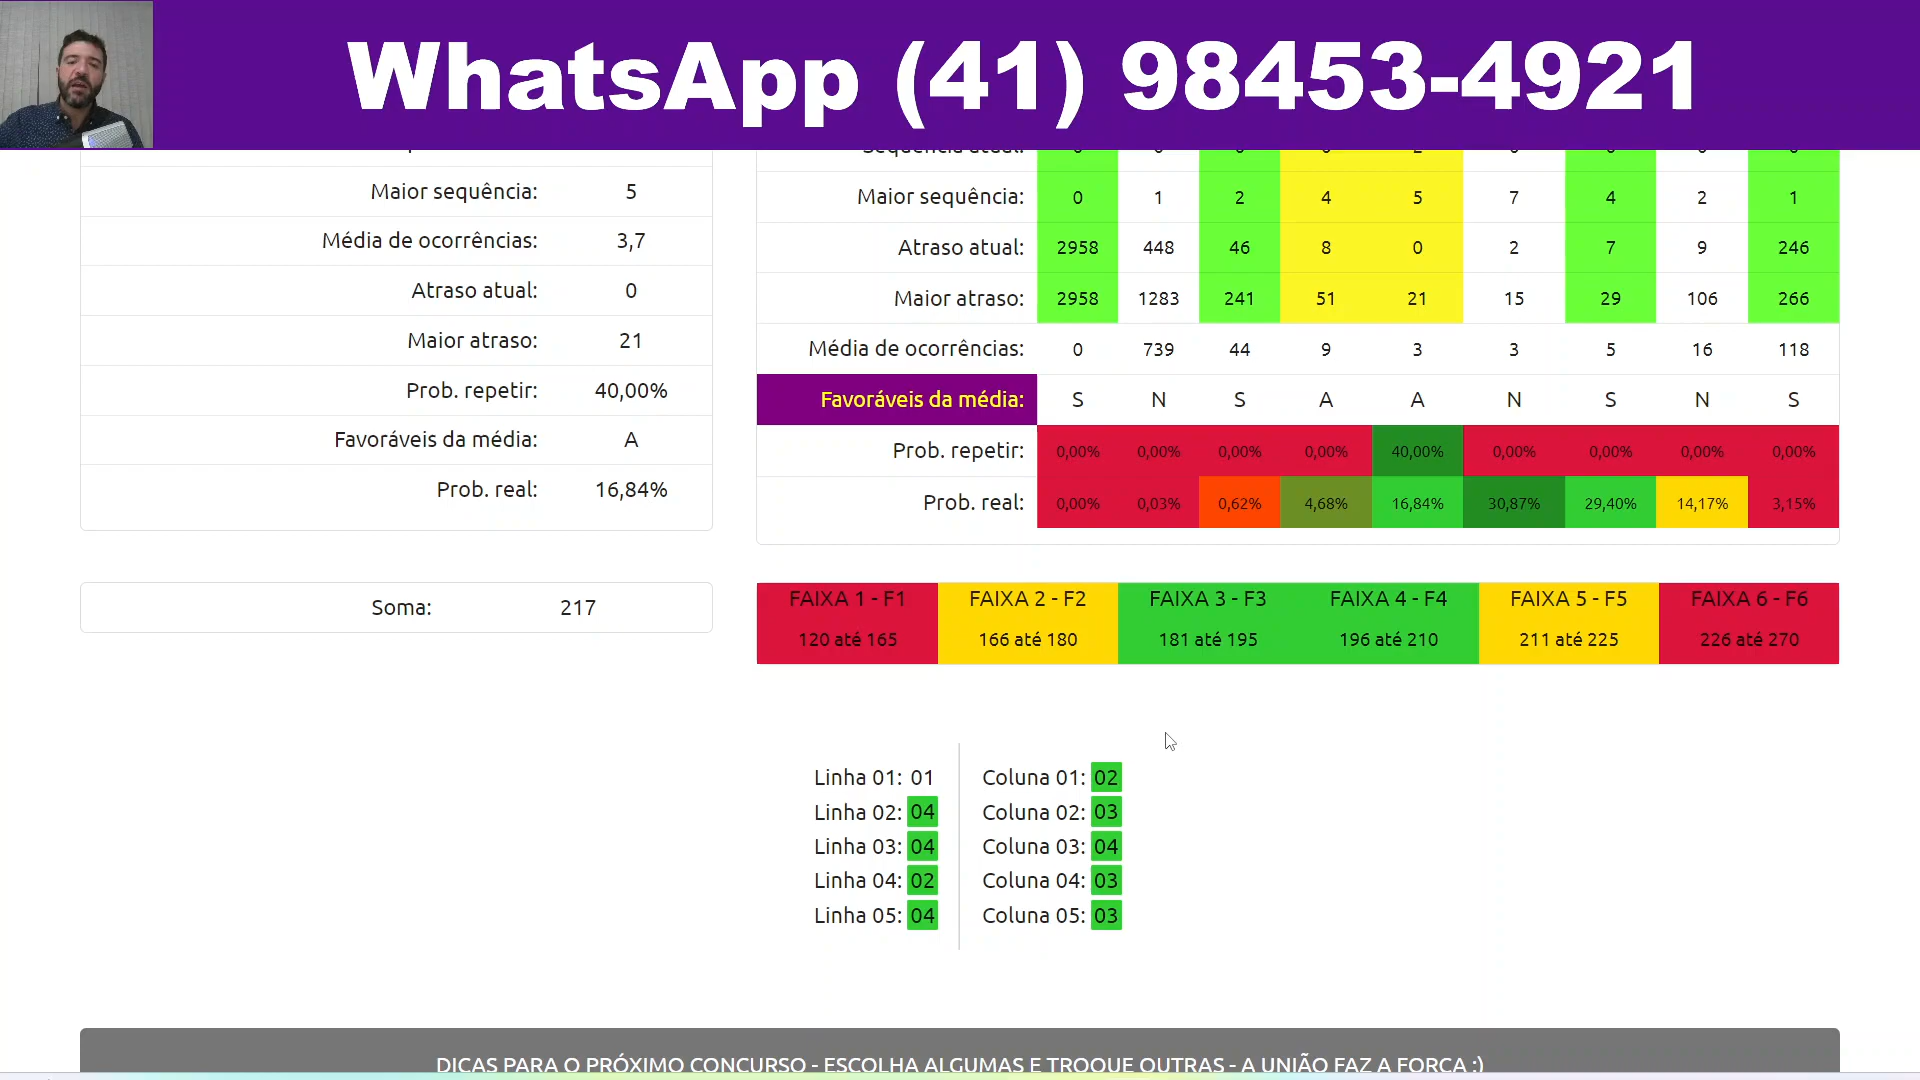 WhatsApp (41) 98453-4921
Maior sequência: 5
Média de ocorrências: 3,7
Atraso atual: 0
Maior atraso: 21
Prob. repetir: 40,00%
Favoráveis da média: A
Prob. real: 16,84%
Soma: 217
Maior sequência: 0 1 2 4 5 7 4 2 1
Atraso atual: 2958 448 46 8 0 2 7 9 246
Maior atraso: 2958 1283 241 51 21 15 29 106 266
Média de ocorrências: 0 739 44 9 3 3 5 16 118
Favoráveis da média: S N S A A N S N S
Prob. repetir: 0,00% 0,00% 0,00% 0,00% 40,00% 0,00% 0,00% 0,00% 0,00%
Prob. real: 0,00% 0,03% 0,62% 4,68% 16,84% 30,87% 29,40% 14,17% 3,15%
FAIXA 1 - F1 FAIXA 2 - F2 FAIXA 3 - F3 FAIXA 4 - F4 FAIXA 5 - F5 FAIXA 6 - F6
120 até 165 166 até 180 181 até 195 196 até 210 211 até 225 226 até 270
Linha 01: 01
Linha 02: 04
Linha 03: 04
Linha 04: 02
Linha 05: 04
Coluna 01: 02
Coluna 02: 03
Coluna 03: 04
Coluna 04: 03
Coluna 05: 03
DICAS PARA O PRÓXIMO CONCURSO - ESCOLHA ALGUMAS E TROQUE OUTRAS - A UNIÃO FAZ A FORÇA :)